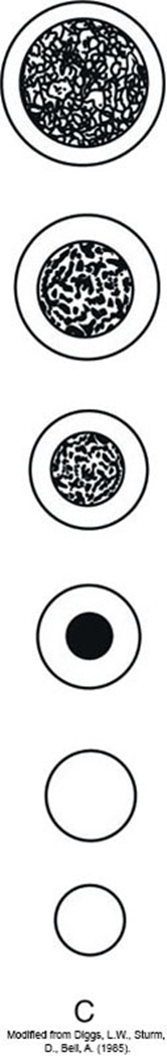 C
Modified from Diggs, L.W., Sturm,
D., Bell, A. (1985).